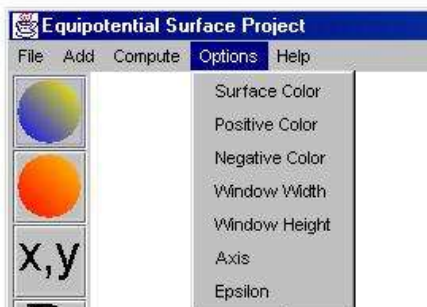 Equipotential Surface Project
File Add Compute Options Help
Surface Color
Positive Color
Negative Color
Window Width
Window Height
x,y
Axis
Epsilon